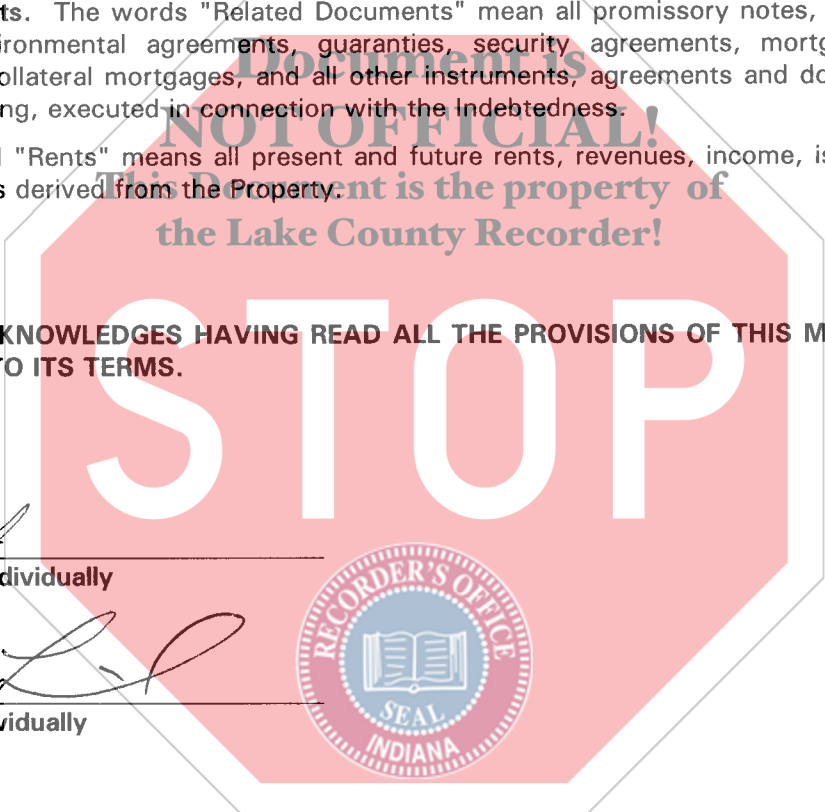 ts. The words "Related Documents" mean all promissory notes,
ironmental agreements, guaranties, security agreements, mortg
Document is
ollateral mortgages, and all other instruments, agreements and do
ng, executed in connection with the Indebtedness.
NOT OFFICIAL!
"Rents" means all present and future rents, revenues, income, is
s derived from the Property.
This Document is the property of
the Lake County Recorder!
STOP
KNOWLEDGES HAVING READ ALL THE PROVISIONS OF THIS M
TO ITS TERMS.
dividually
vidually
RECORDER'S OFFICE
SEAL
INDIANA